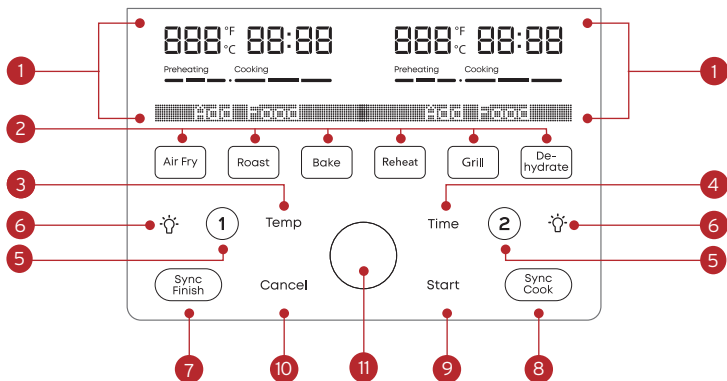 888 °F °C 88:88 888 °F °C 88:88
Preheating Cooking Preheating Cooking
1 1
Add Food Add Food
2
Air Fry Roast Bake Reheat Grill De-
hydrate
3 Temp Time 4
6 1 2 6
5 5
Sync
Finish Cancel Start Sync
Cook
7 10 11 9 8